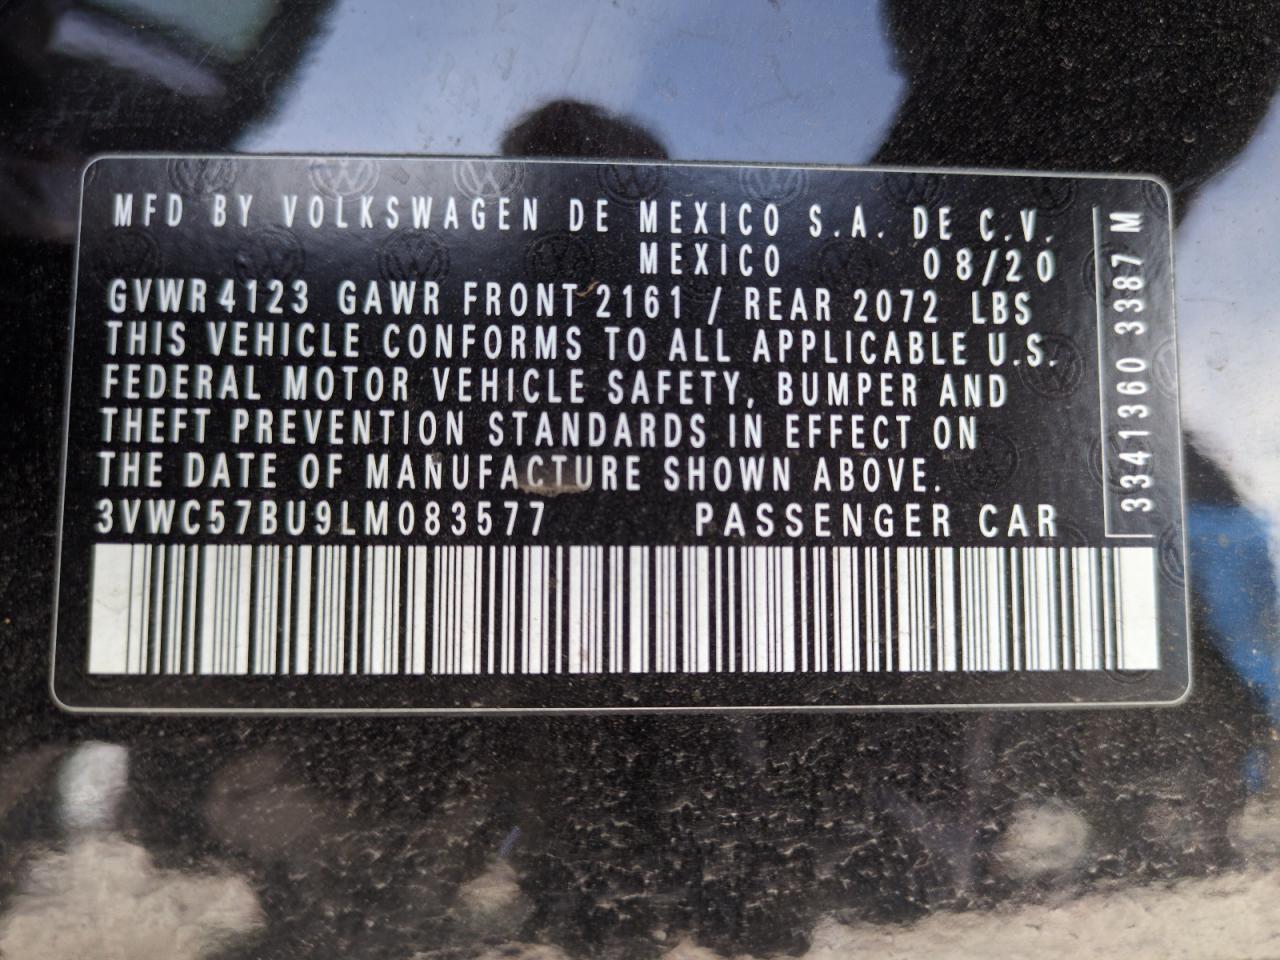 MFD BY VOLKSWAGEN DE MEXICO S.A. DE C.V.
MEXICO 08/20
GVWR 4123 GAWR FRONT 2161 / REAR 2072 LBS
THIS VEHICLE CONFORMS TO ALL APPLICABLE U.S.
FEDERAL MOTOR VEHICLE SAFETY, BUMPER AND
THEFT PREVENTION STANDARDS IN EFFECT ON
THE DATE OF MANUFACTURE SHOWN ABOVE.
3VWC57BU9LM083577 PASSENGER CAR
3341360 3387 M